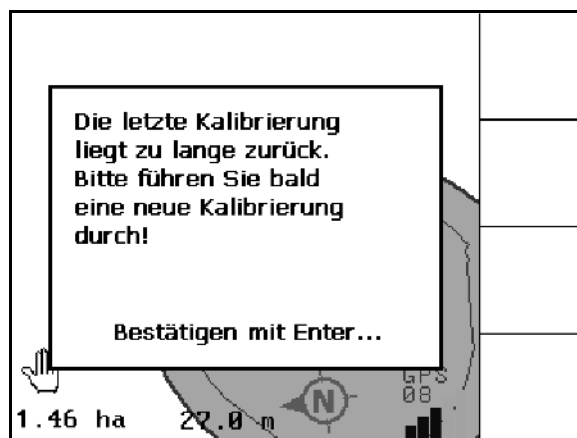 Die letzte Kalibrierung
liegt zu lange zurück.
Bitte führen Sie bald
eine neue Kalibrierung
durch!
Bestätigen mit Enter...
GPS
08
N
1.46 ha 27.0 m